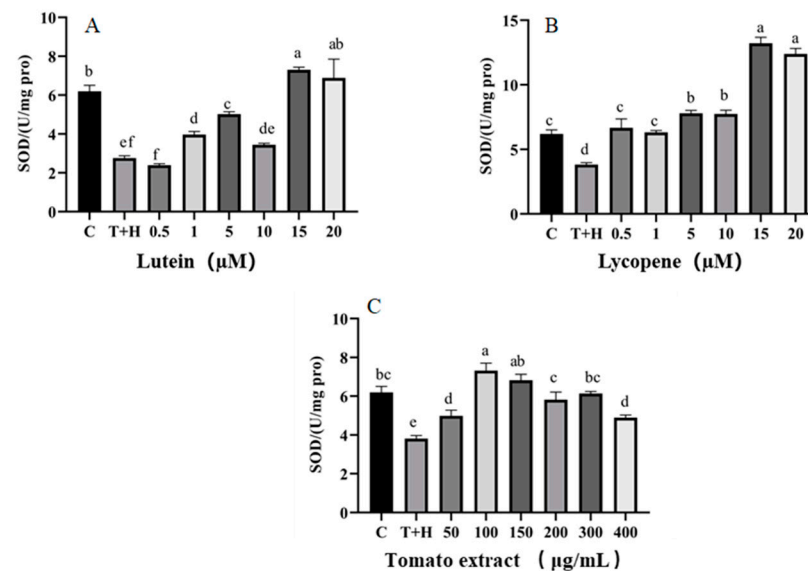 A
SOD/(U/mg pro)
10
8
6
4
2
0
b
ef
f
d
c
de
a
ab
C T+H 0.5 1 5 10 15 20
Lutein（μM）
B
SOD/(U/mg pro)
15
10
5
0
c
d
c
c
b
b
a
a
C T+H 0.5 1 5 10 15 20
Lycopene（μM）
C
SOD/(U/mg pro)
10
8
6
4
2
0
bc
e
d
a
ab
c
bc
d
C T+H 50 100 150 200 300 400
Tomato extract （ μg/mL）